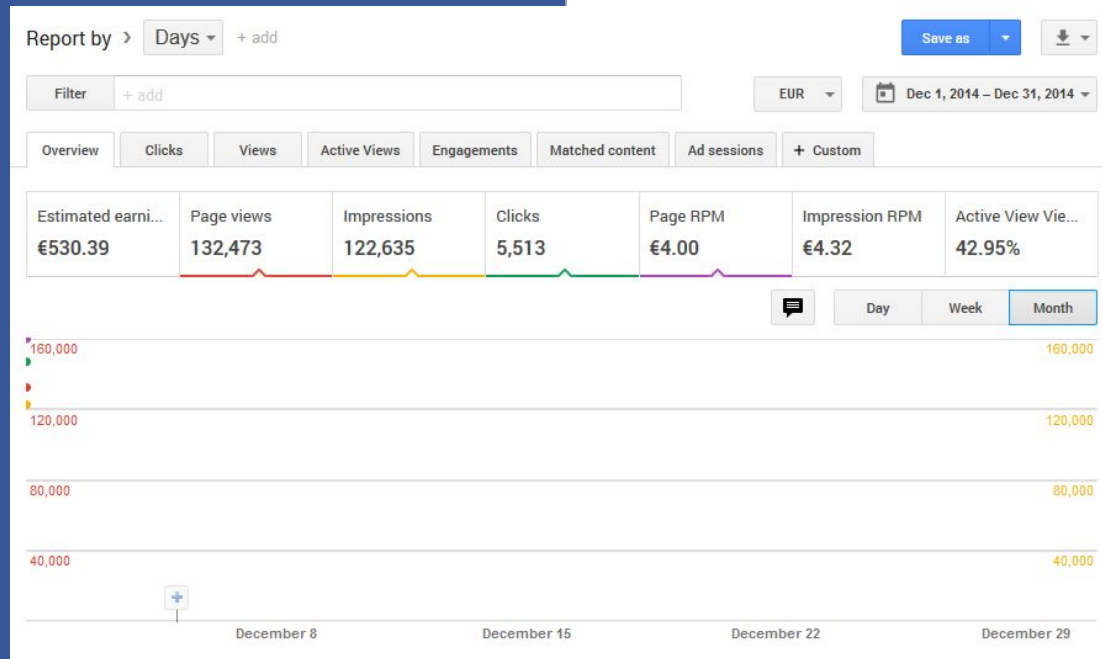 Report by > Days + add
Save as
Filter + add
EUR Dec 1, 2014 – Dec 31, 2014
Overview Clicks Views Active Views Engagements Matched content Ad sessions + Custom
Estimated earni... Page views Impressions Clicks Page RPM Impression RPM Active View Vie...
€530.39 132,473 122,635 5,513 €4.00 €4.32 42.95%
Day Week Month
160,000 160,000
120,000 120,000
80,000 80,000
40,000 40,000
December 8 December 15 December 22 December 29